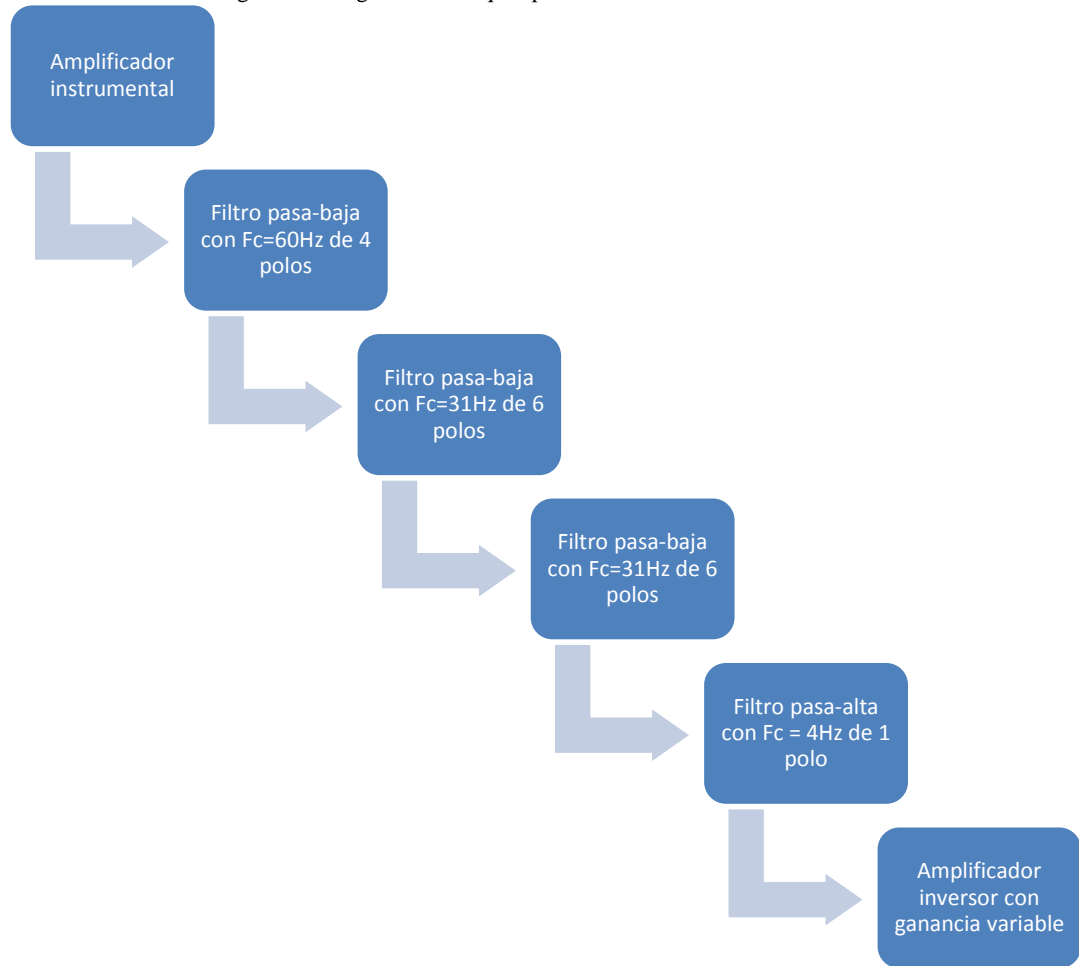 Amplificador
instrumental
Filtro pasa-baja
con Fc=60Hz de 4
polos
Filtro pasa-baja
con Fc=31Hz de 6
polos
Filtro pasa-baja
con Fc=31Hz de 6
polos
Filtro pasa-alta
con Fc = 4Hz de 1
polo
Amplificador
inversor con
ganancia variable